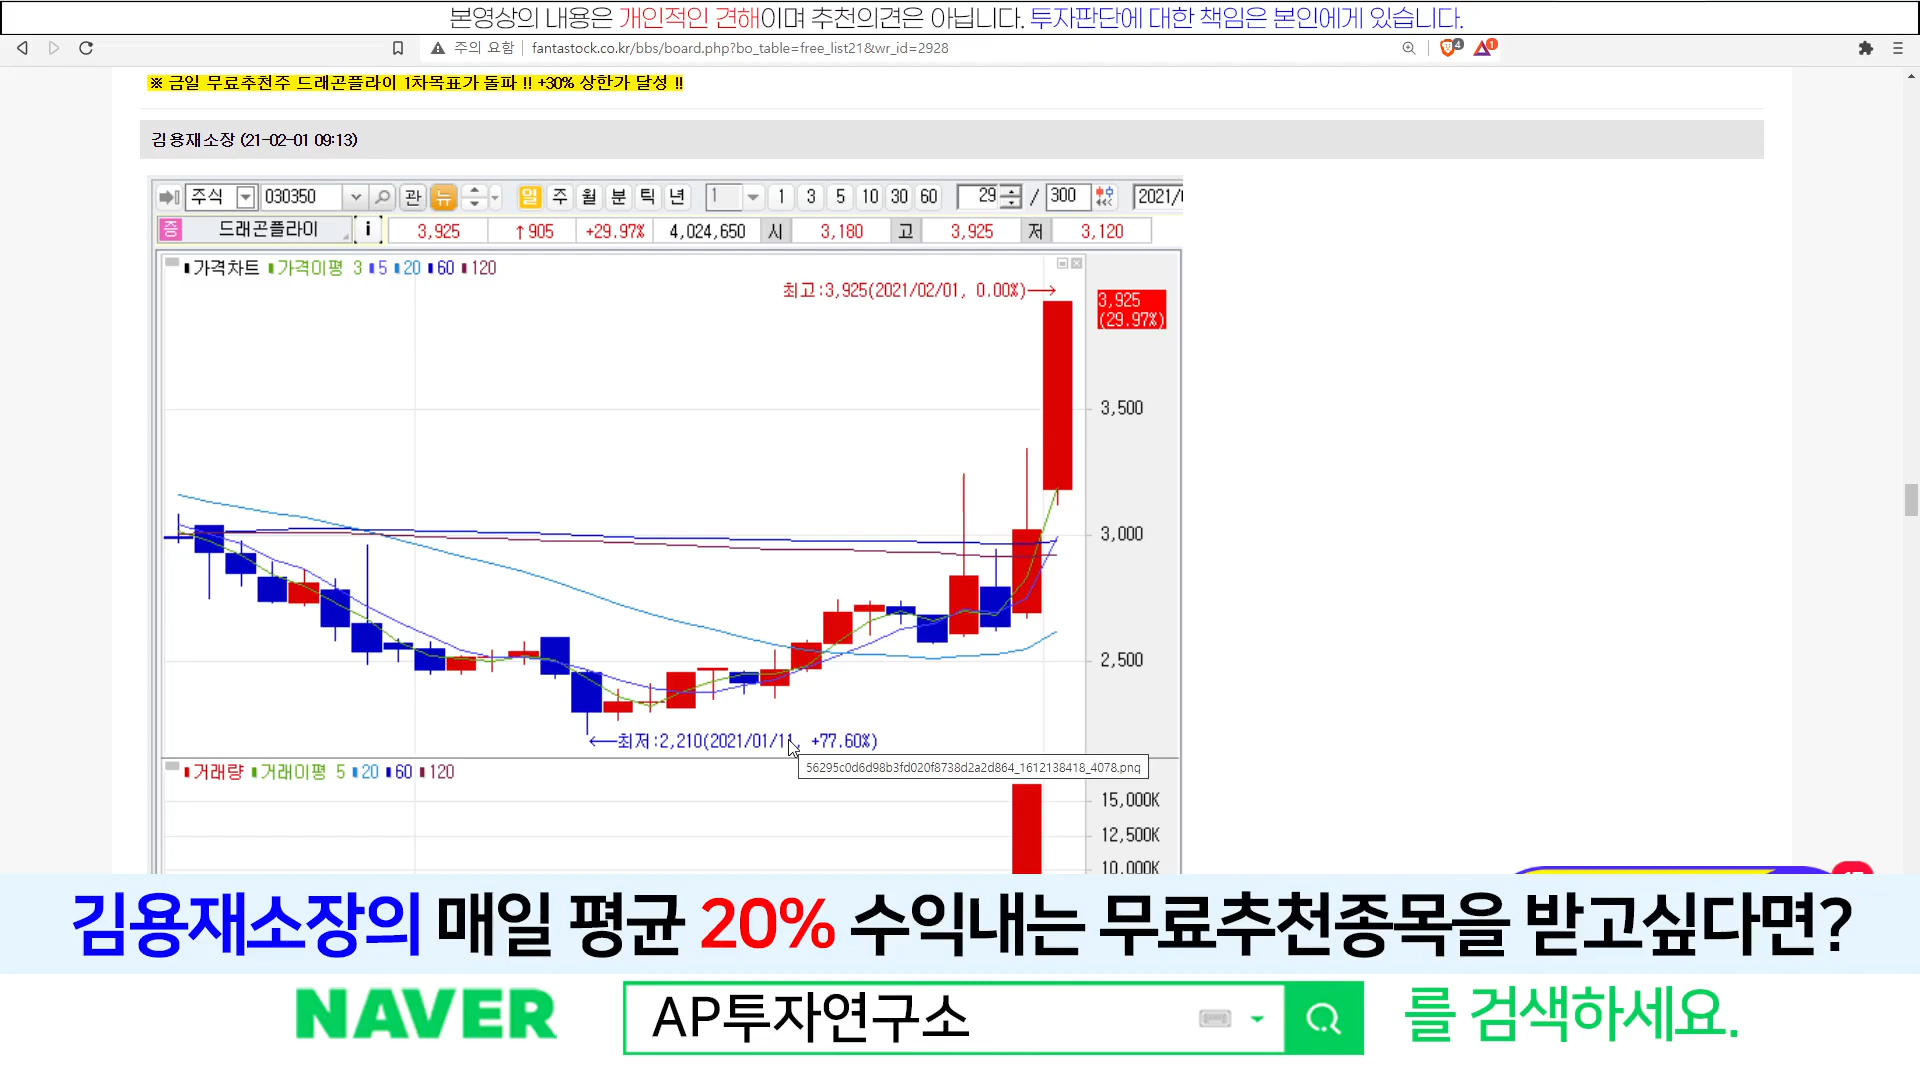 본영상의 내용은 개인적인 견해이며 추천의견은 아닙니다. 투자판단에 대한 책임은 본인에게 있습니다.
주의 요함 fantastock.co.kr/bbs/board.php?bo_table=free_list21&wr_id=2928 4 1
※ 금일 무료추천주 드래곤플라이 1차목표가 돌파 !! +30% 상한가 달성 !!
김용재소장 (21-02-01 09:13)
주식 030350 관 뉴 일 주 월 분 틱 년 1 1 3 5 10 30 60 29 / 300 2021/
증 드래곤플라이 i 3,925 ↑905 +29.97% 4,024,650 시 3,180 고 3,925 저 3,120
가격차트 가격이평 3 5 20 60 120
최고:3,925(2021/02/01, 0.00%)→
3,925
(29.97%)
3,500
3,000
2,500
←최저:2,210(2021/01/11, +77.60%)
56295c0d6d98b3fd020f8738d2a2d864_1612138418_4078.png
거래량 거래이평 5 20 60 120
15,000K
12,500K
10,000K
김용재소장의 매일 평균 20% 수익내는 무료추천종목을 받고싶다면?
NAVER AP투자연구소 를 검색하세요.